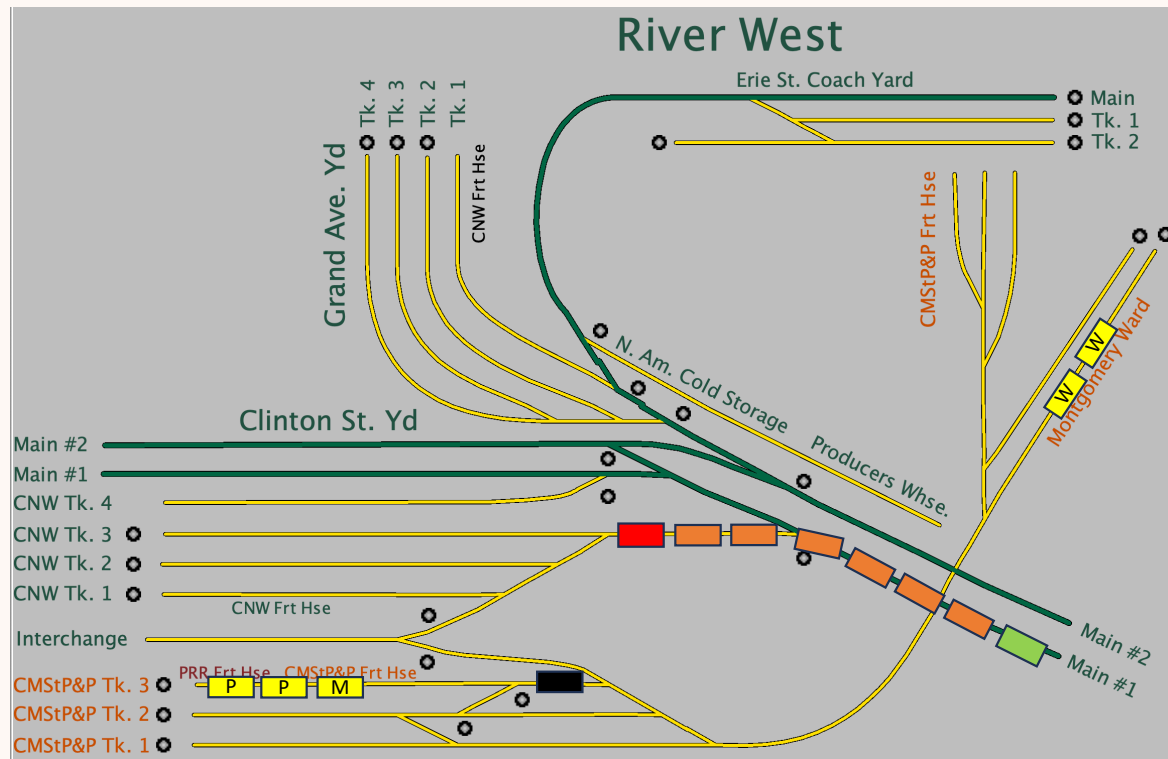 River West
Erie St. Coach Yard
Main
Tk. 1
Tk. 2
Tk. 4
Tk. 3
Tk. 2
Tk. 1
Grand Ave. Yd
CNW Frt Hse
CMStP&P Frt Hse
Montgomery Ward
W
W
N. Am. Cold Storage
Producers Whse.
Clinton St. Yd
Main #2
Main #1
CNW Tk. 4
CNW Tk. 3
CNW Tk. 2
CNW Tk. 1
CNW Frt Hse
Interchange
Main #2
Main #1
PRR Frt Hse
CMStP&P Frt Hse
CMStP&P Tk. 3
P
P
M
CMStP&P Tk. 2
CMStP&P Tk. 1